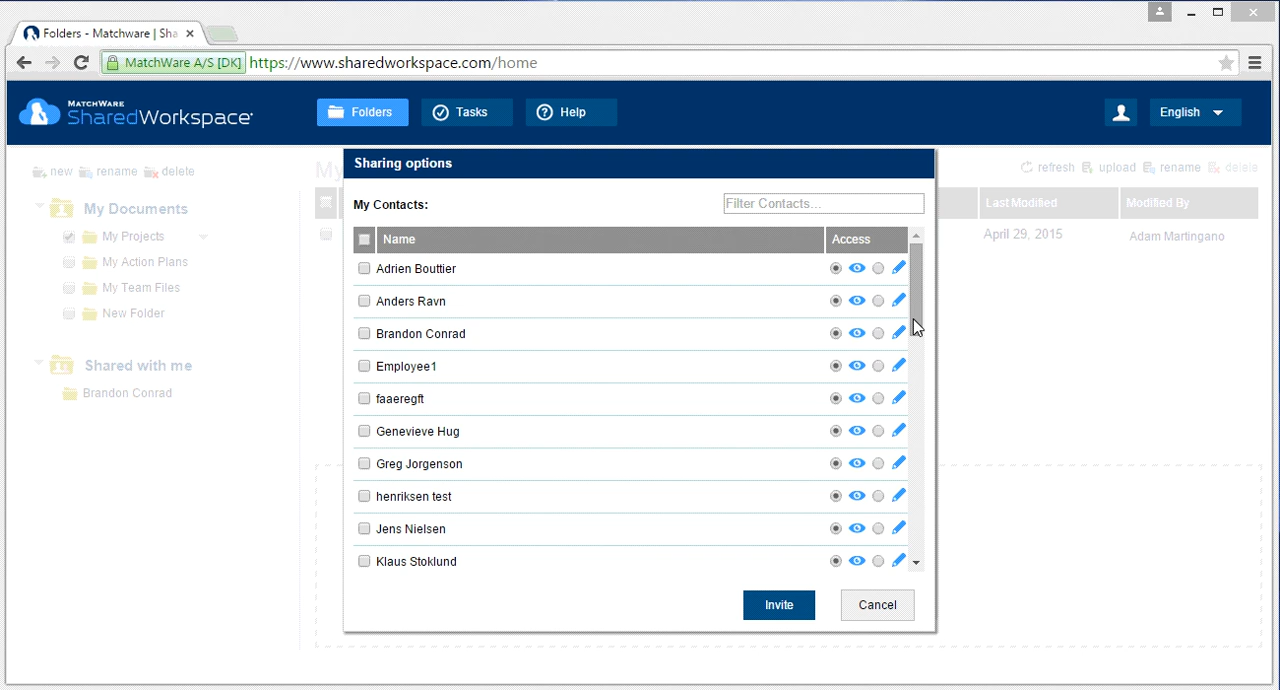 Folders - Matchware | Sha
MatchWare A/S [DK] https://www.sharedworkspace.com/home
MATCHWARE
SharedWorkspace
Folders Tasks Help English
Sharing options
new rename delete
My
refresh upload rename delete
My Documents
My Projects
My Action Plans
My Team Files
New Folder
Shared with me
Brandon Conrad
Last Modified Modified By
April 29, 2015 Adam Martingano
My Contacts: Filter Contacts...
Name Access
Adrien Bouttier
Anders Ravn
Brandon Conrad
Employee1
faaeregft
Genevieve Hug
Greg Jorgenson
henriksen test
Jens Nielsen
Klaus Stoklund
Invite Cancel